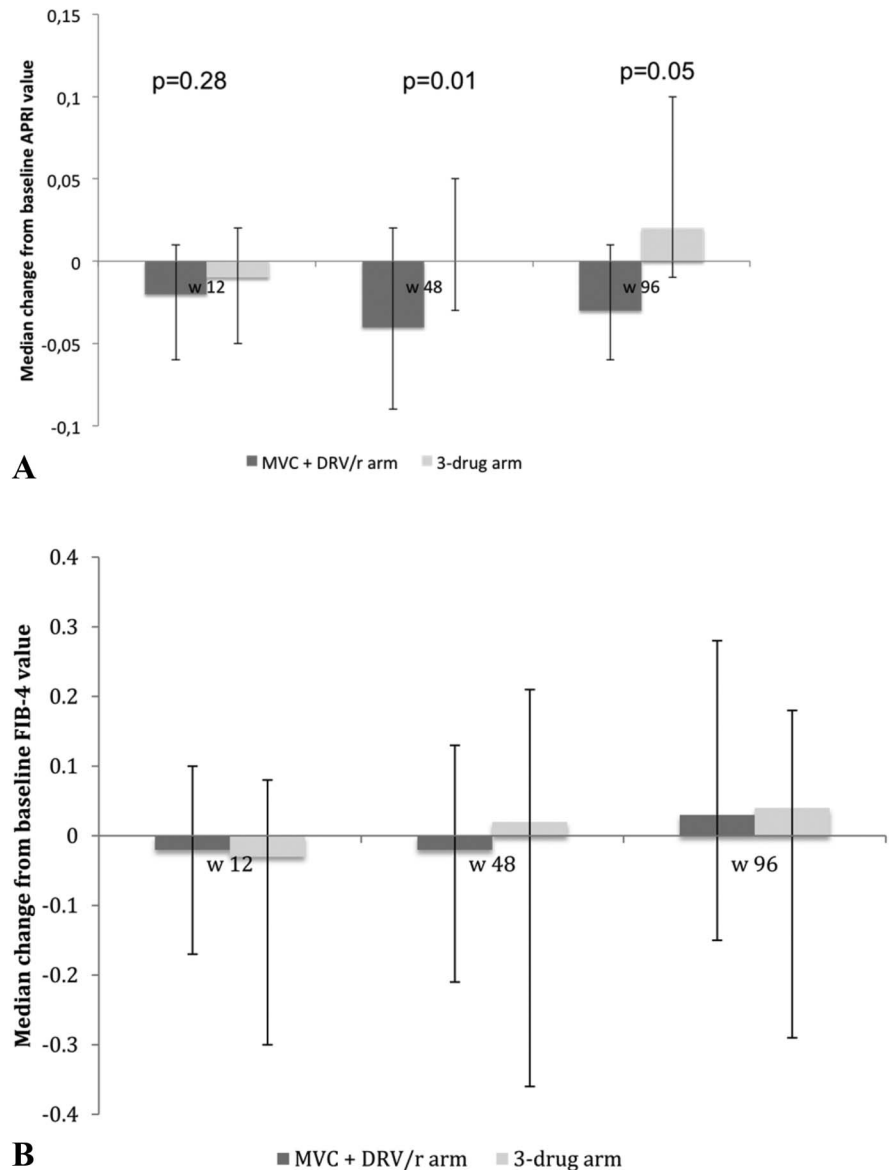 0,15
p=0.28 p=0.01 p=0.05
0,1
0,05
0
-0,05
-0,1
Median change from baseline APRI value
w 12 w 48 w 96
MVC + DRV/r arm 3-drug arm
A
0.4
0.3
0.2
0.1
0
-0.1
-0.2
-0.3
-0.4
Median change from baseline FIB-4 value
w 12 w 48 w 96
MVC + DRV/r arm 3-drug arm
B